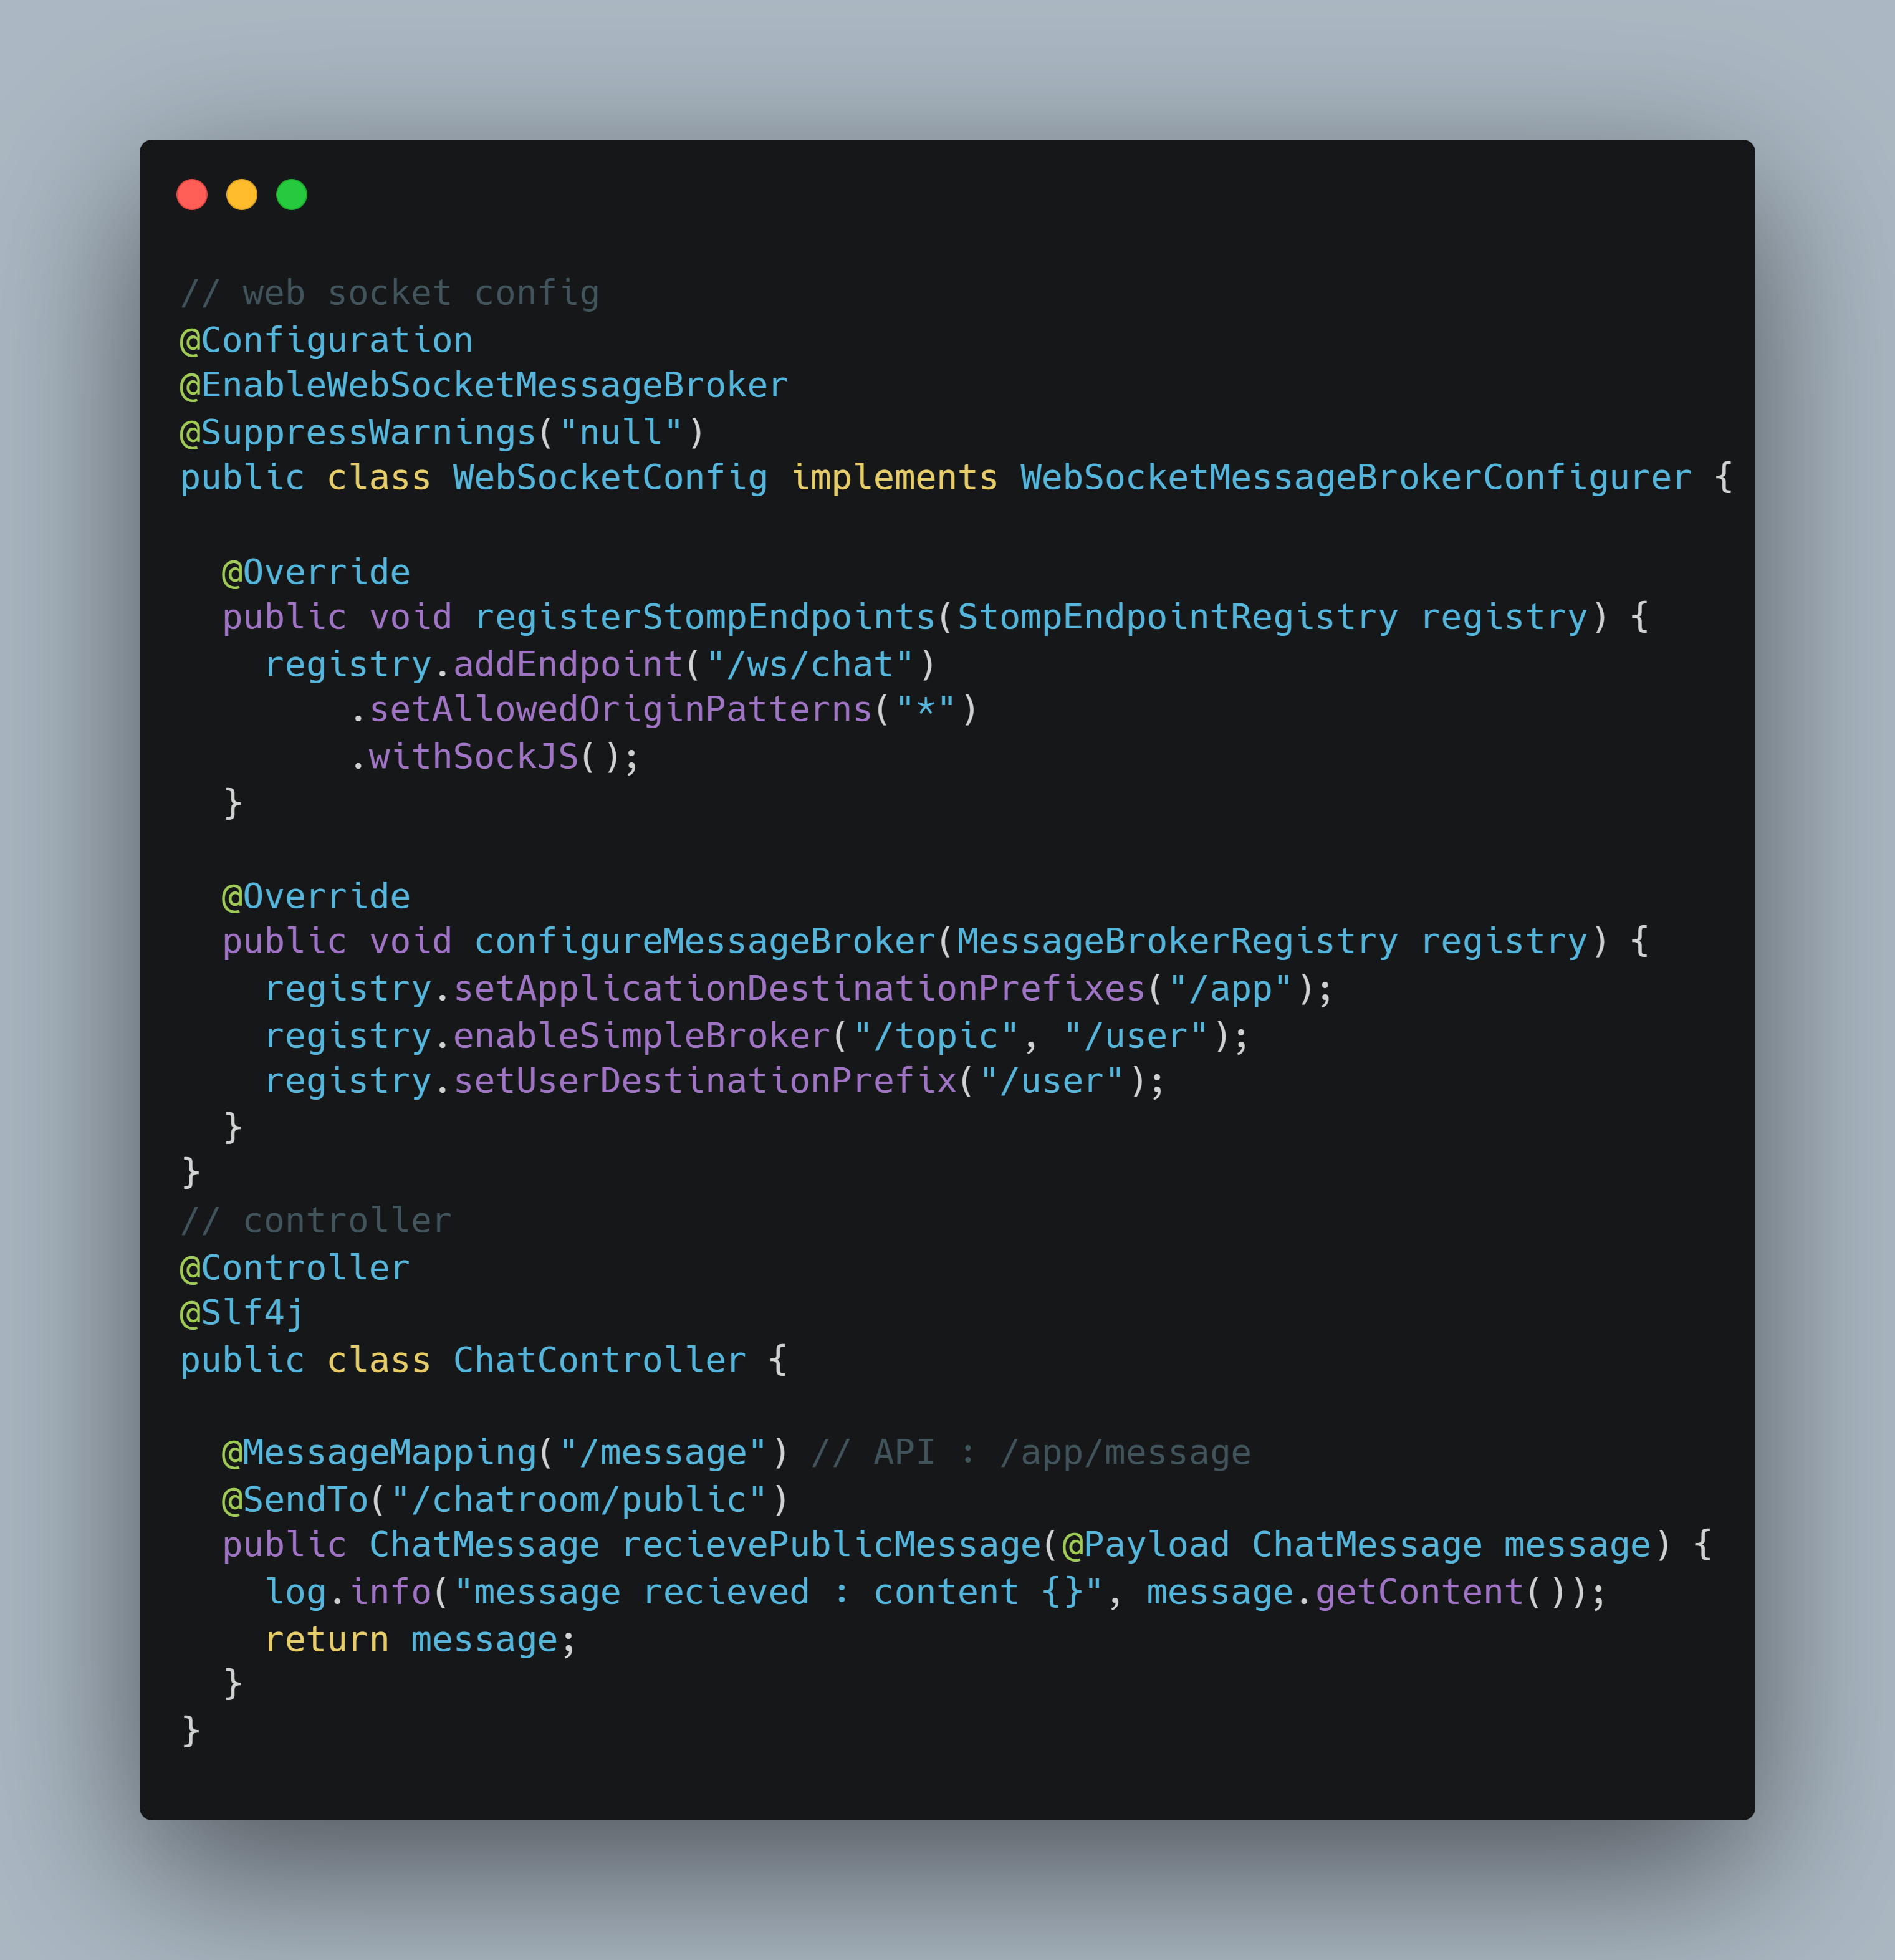 // web socket config
@Configuration
@EnableWebSocketMessageBroker
@SuppressWarnings("null")
public class WebSocketConfig implements WebSocketMessageBrokerConfigurer {
  @Override
  public void registerStompEndpoints(StompEndpointRegistry registry) {
    registry.addEndpoint("/ws/chat")
        .setAllowedOriginPatterns("*")
        .withSockJS();
  }
  @Override
  public void configureMessageBroker(MessageBrokerRegistry registry) {
    registry.setApplicationDestinationPrefixes("/app");
    registry.enableSimpleBroker("/topic", "/user");
    registry.setUserDestinationPrefix("/user");
  }
}
// controller
@Controller
@Slf4j
public class ChatController {
  @MessageMapping("/message") // API : /app/message
  @SendTo("/chatroom/public")
  public ChatMessage recievePublicMessage(@Payload ChatMessage message) {
    log.info("message recieved : content {}", message.getContent());
    return message;
  }
}